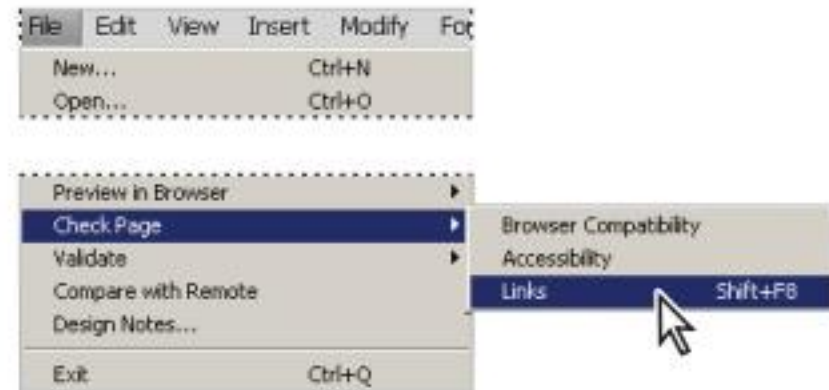 File Edit View Insert Modify For
New... Ctrl+N
Open... Ctrl+O
Preview in Browser
Check Page
Browser Compatibility
Validate
Accessibility
Compare with Remote
Links Shift+F8
Design Notes...
Exit Ctrl+Q